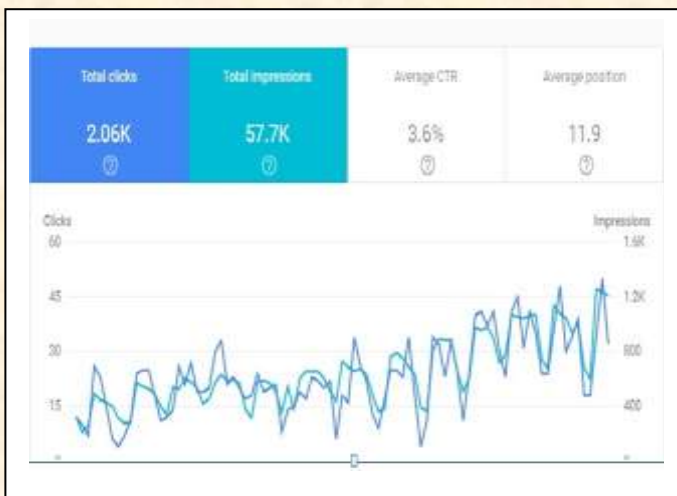 Total clicks Total impressions Average CTR Average position
2.06K 57.7K 3.6% 11.9
Clicks Impressions
60 1.6K
45 1.2K
30 800
15 400